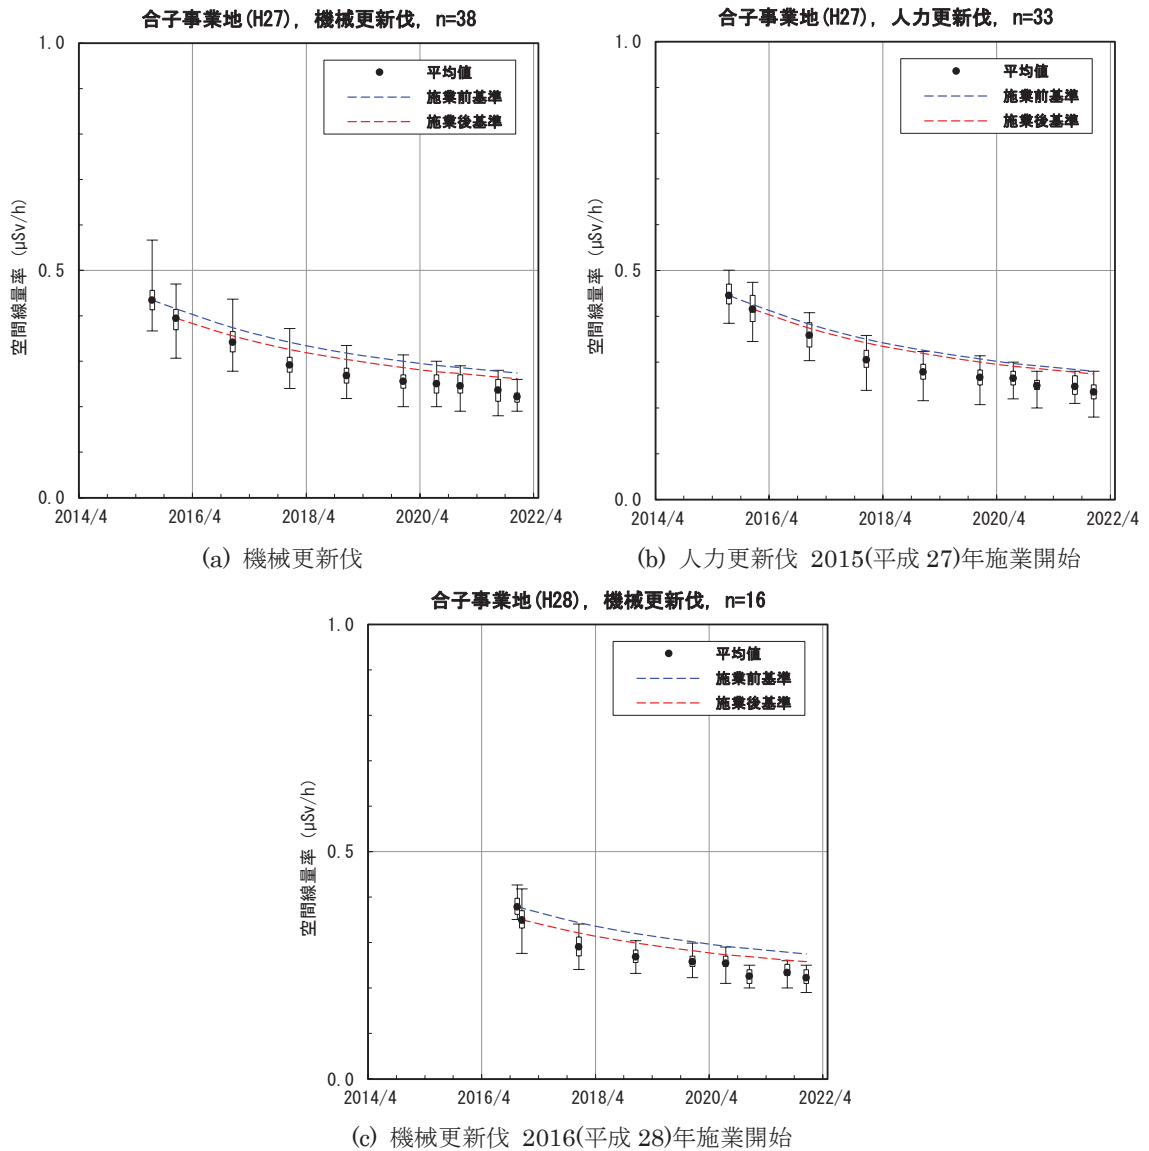 合子事業地(H27), 機械更新伐, n=38
1.0
平均値
施業前基準
施業後基準
空間線量率 (μSv/h)
0.5
0.0
2014/4 2016/4 2018/4 2020/4 2022/4
(a) 機械更新伐
合子事業地(H27), 人力更新伐, n=33
1.0
平均値
施業前基準
施業後基準
空間線量率 (μSv/h)
0.5
0.0
2014/4 2016/4 2018/4 2020/4 2022/4
(b) 人力更新伐 2015(平成 27)年施業開始
合子事業地(H28), 機械更新伐, n=16
1.0
平均値
施業前基準
施業後基準
空間線量率 (μSv/h)
0.5
0.0
2014/4 2016/4 2018/4 2020/4 2022/4
(c) 機械更新伐 2016(平成 28)年施業開始